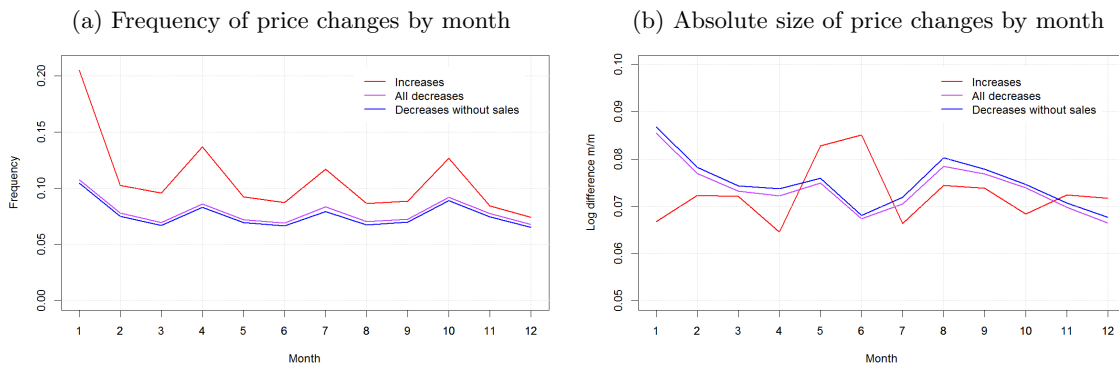 (a) Frequency of price changes by month
Frequency
0.20
0.15
0.10
0.05
0.00
Increases
All decreases
Decreases without sales
1 2 3 4 5 6 7 8 9 10 11 12
Month
(b) Absolute size of price changes by month
Log difference m/m
0.10
0.09
0.08
0.07
0.06
0.05
Increases
All decreases
Decreases without sales
1 2 3 4 5 6 7 8 9 10 11 12
Month